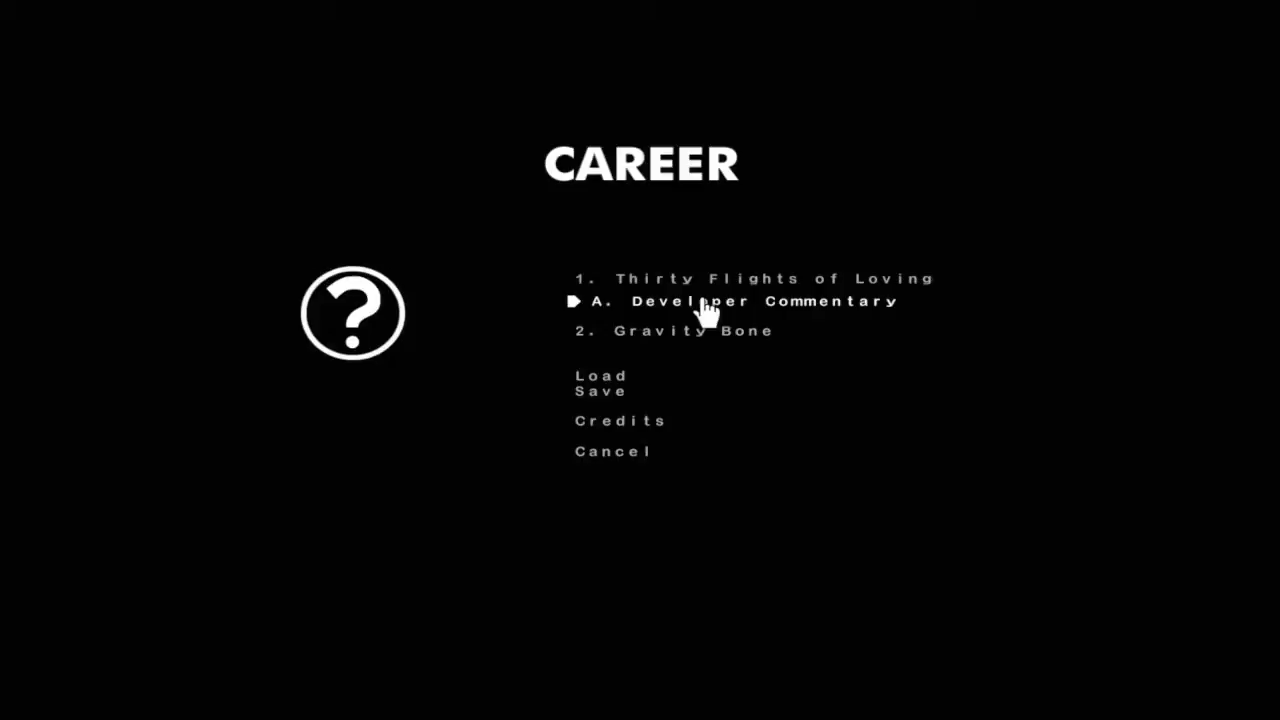 CAREER
?
1. Thirty Flights of Loving
A. Developer Commentary
2. Gravity Bone
Load
Save
Credits
Cancel